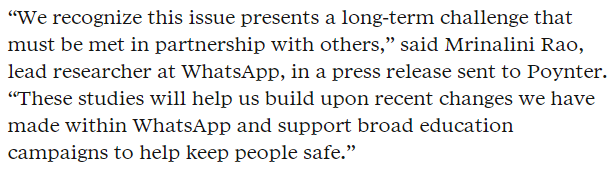 “We recognize this issue presents a long-term challenge that
must be met in partnership with others,” said Mrinalini Rao,
lead researcher at WhatsApp, in a press release sent to Poynter.
“These studies will help us build upon recent changes we have
made within WhatsApp and support broad education
campaigns to help keep people safe.”